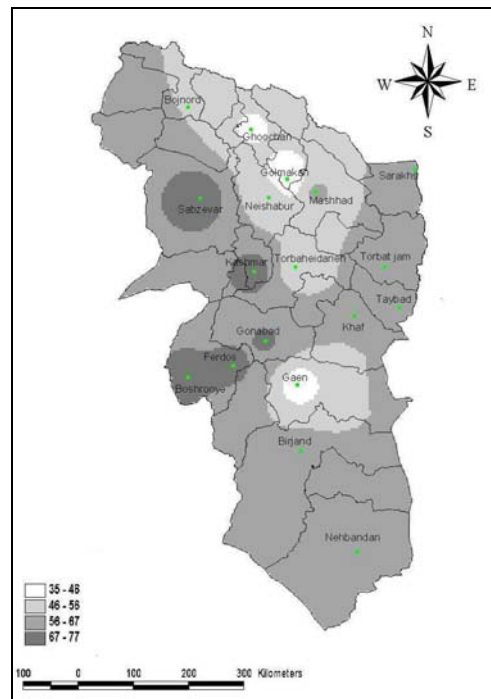 N
W E
S
Bojnord
Ghoochan
Golmakan
Sarakhs
Sabzevar
Neishabur
Mashhad
Kashmar
Torbaheidarieh
Torbat jam
Taybad
Khaf
Gonabad
Ferdos
Boshrooye
Gaen
Birjand
Nehbandan
35 - 46
46 - 56
56 - 67
67 - 77
100 0 100 200 300 Kilometers